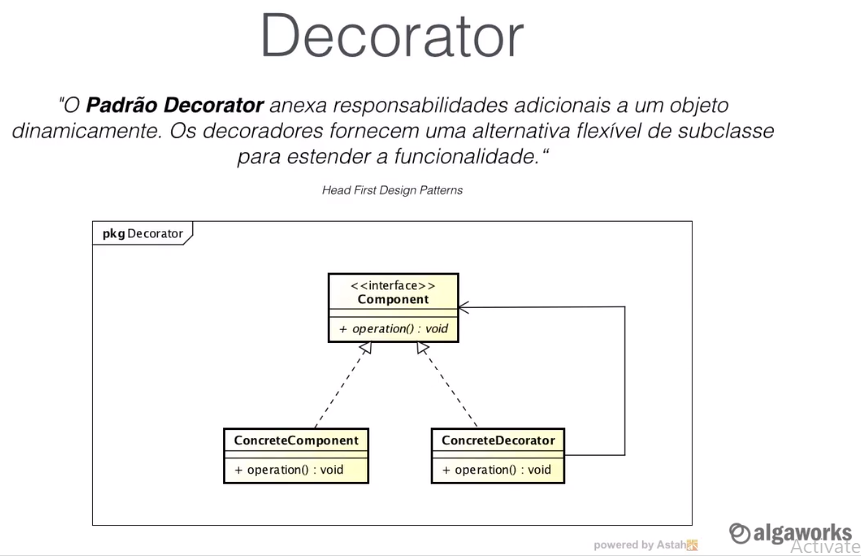 Decorator
"O Padrão Decorator anexa responsabilidades adicionais a um objeto
dinamicamente. Os decoradores fornecem uma alternativa flexível de subclasse
para estender a funcionalidade.“
Head First Design Patterns
pkg Decorator
<<interface>>
Component
+ operation() : void
ConcreteComponent
+ operation() : void
ConcreteDecorator
+ operation() : void
powered by Astah
algaworks
Activate